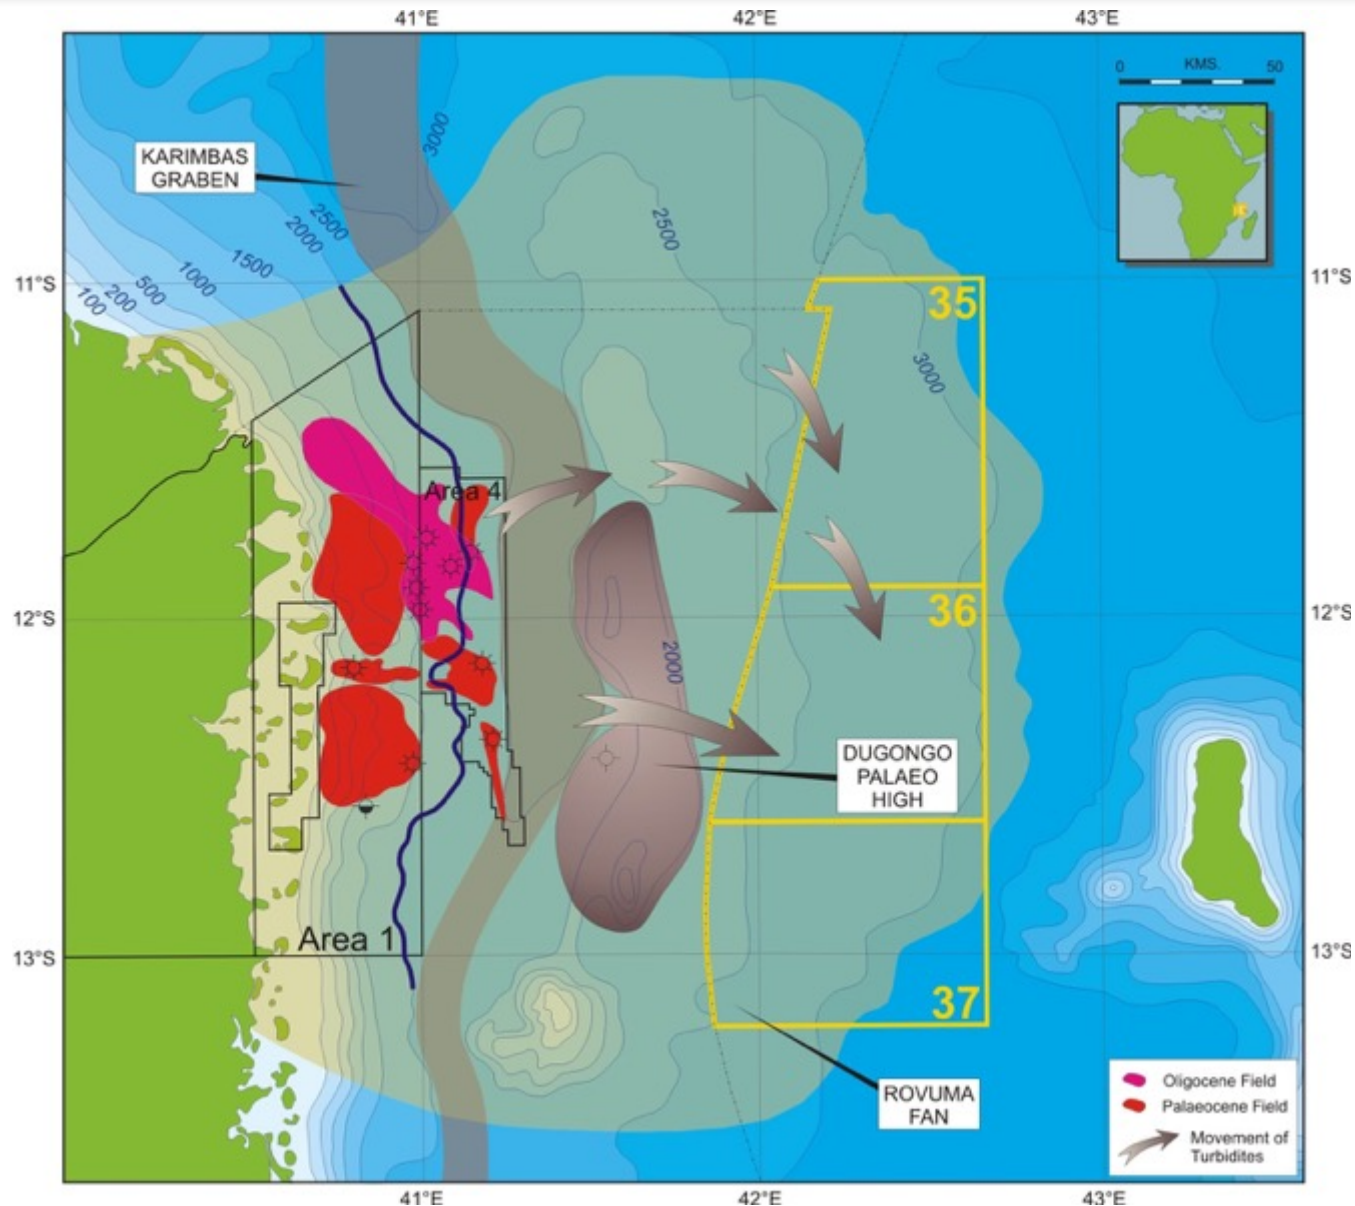 41°E
42°E
43°E
0
KMS.
50
KARIMBAS
GRABEN
3000
2500
2000
2500
1500
1000
500
200
100
11°S
11°S
35
3000
Area 4
12°S
12°S
36
2000
DUGONGO
PALAEO
HIGH
Area 1
13°S
13°S
37
ROVUMA
FAN
Oligocene Field
Palaeocene Field
Movement of
Turbidites
41°E
42°E
43°E